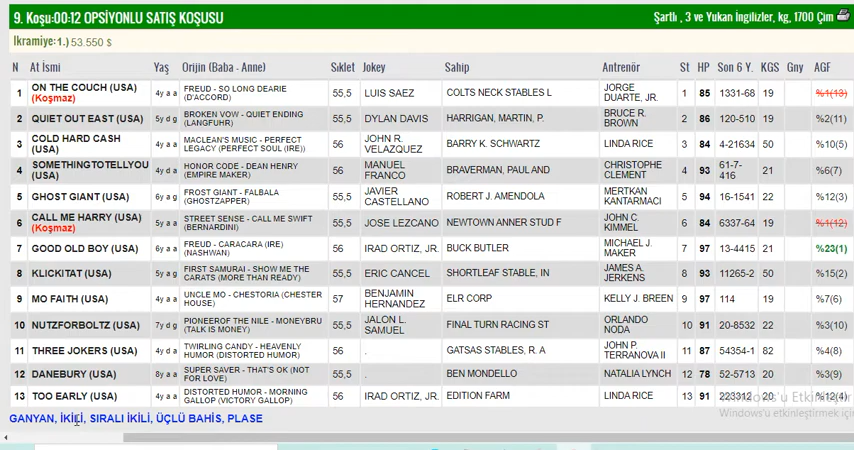 9. Koşu:00:12 OPSİYONLU SATIŞ KOŞUSU Şartlı , 3 ve Yukarı İngilizler, kg, 1700 Çim
İkramiye:1.) 53.550 $
N At İsmi Yaş Orijin (Baba - Anne) Sıklet Jokey Sahip Antrenör St HP Son 6 Y. KGS Gny AGF
1 ON THE COUCH (USA) (Koşmaz) 4y a a FREUD - SO LONG DEARIE (D'ACCORD) 55,5 LUIS SAEZ COLTS NECK STABLES L JORGE DUARTE, JR. 1 85 1331-68 19 %1(13)
2 QUIET OUT EAST (USA) 5y d g BROKEN VOW - QUIET ENDING (LANGFUHR) 56 DYLAN DAVIS HARRIGAN, MARTIN, P. BRUCE R. BROWN 2 86 120-510 19 %2(11)
3 COLD HARD CASH (USA) 4y a a MACLEAN'S MUSIC - PERFECT LEGACY (PERFECT SOUL (IRE)) 56 JOHN R. VELAZQUEZ BARRY K. SCHWARTZ LINDA RICE 3 84 4-21634 50 %10(5)
4 SOMETHINGTOTELLYOU (USA) 4y d a HONOR CODE - DEAN HENRY (EMPIRE MAKER) 56 MANUEL FRANCO BRAVERMAN, PAUL AND CHRISTOPHE CLEMENT 4 93 61-7-416 23 %6(7)
5 GHOST GIANT (USA) 6y a g FROST GIANT - FALBALA (GHOSTZAPPER) 55,5 JAVIER CASTELLANO ROBERT J. AMENDOLA MERTKAN KANTARMACI 5 94 16-1541 22 %12(3)
6 CALL ME HARRY (USA) (Koşmaz) 5y a a STREET SENSE - CALL ME SWIFT (BERNARDINI) 55,5 JOSE LEZCANO NEWTOWN ANNER STUD F JOHN C. KIMMEL 6 84 6337-64 19 %1(12)
7 GOOD OLD BOY (USA) 6y a a FREUD - CARACARA (IRE) (NASHWAN) 56 IRAD ORTIZ, JR. BUCK BUTLER MICHAEL J. MAKER 7 97 13-4415 21 %23(1)
8 KLICKITAT (USA) 5y a g FIRST SAMURAI - SHOW ME THE CARATS (MORE THAN READY) 55,5 ERIC CANCEL SHORTLEAF STABLE, IN JAMES A. JERKENS 8 93 11265-2 50 %15(2)
9 MO FAITH (USA) 4y a a UNCLE MO - CHESTORIA (CHESTER HOUSE) 57 BENJAMIN HERNANDEZ ELR CORP KELLY J. BREEN 9 97 114 19 %7(6)
10 NUTZFORBOLTZ (USA) 7y d g PIONEEROF THE NILE - MONEYBRU (TALK IS MONEY) 55,5 JALON L. SAMUEL FINAL TURN RACING ST ORLANDO NODA 10 91 20-8532 22 %3(10)
11 THREE JOKERS (USA) 4y d a TWIRLING CANDY - HEAVENLY HUMOR (DISTORTED HUMOR) 56 . GATSAS STABLES, R. A JOHN P. TERRANOVA II 11 87 54354-1 82 %4(8)
12 DANEBURY (USA) 8y a a SUPER SAVER - THAT'S OK (NOT FOR LOVE) 55,5 . BEN MONDELLO NATALIA LYNCH 12 78 52-5713 20 %3(9)
13 TOO EARLY (USA) 4y a a DISTORTED HUMOR - MORNING GALLOP (VICTORY GALLOP) 56 IRAD ORTIZ, JR. EDITION FARM LINDA RICE 13 91 223312 20 %12(4)
GANYAN, İKİLİ, SIRALI İKİLİ, ÜÇLÜ BAHİS, PLASE
Windows'u Etkinleştir
Windows'u etkinleştirmek için